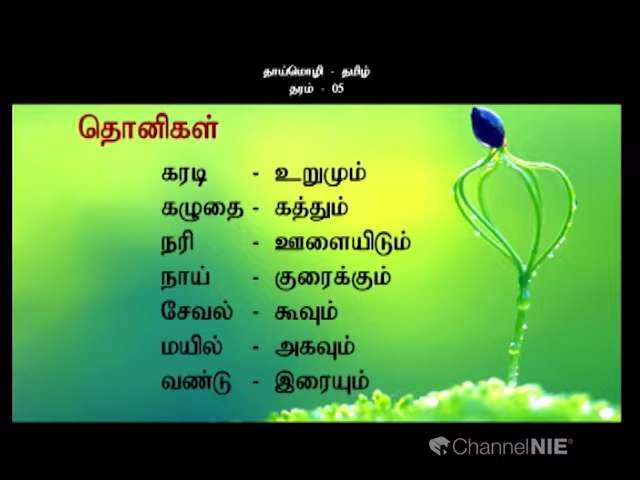 தாய்மொழி - தமிழ்
தரம் - 05
தொனிகள்
கரடி - உறுமும்
கழுதை - கத்தும்
நரி - ஊளையிடும்
நாய் - குரைக்கும்
சேவல் - கூவும்
மயில் - அகவும்
வண்டு - இரையும்
ChannelNIE